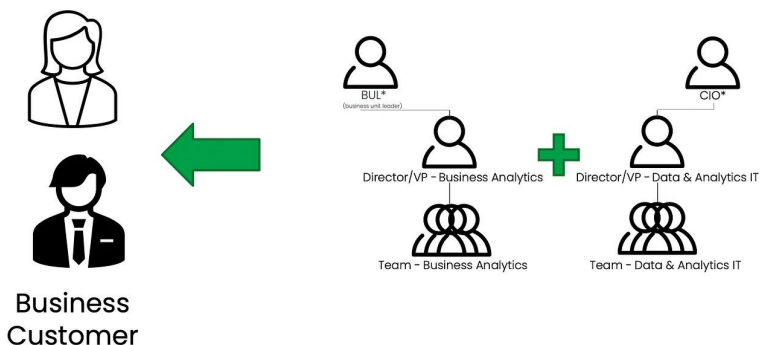 BUL*
(business unit leader)
CIO*
Director/VP - Business Analytics
Director/VP - Data & Analytics IT
Team - Business Analytics
Team - Data & Analytics IT
Business
Customer